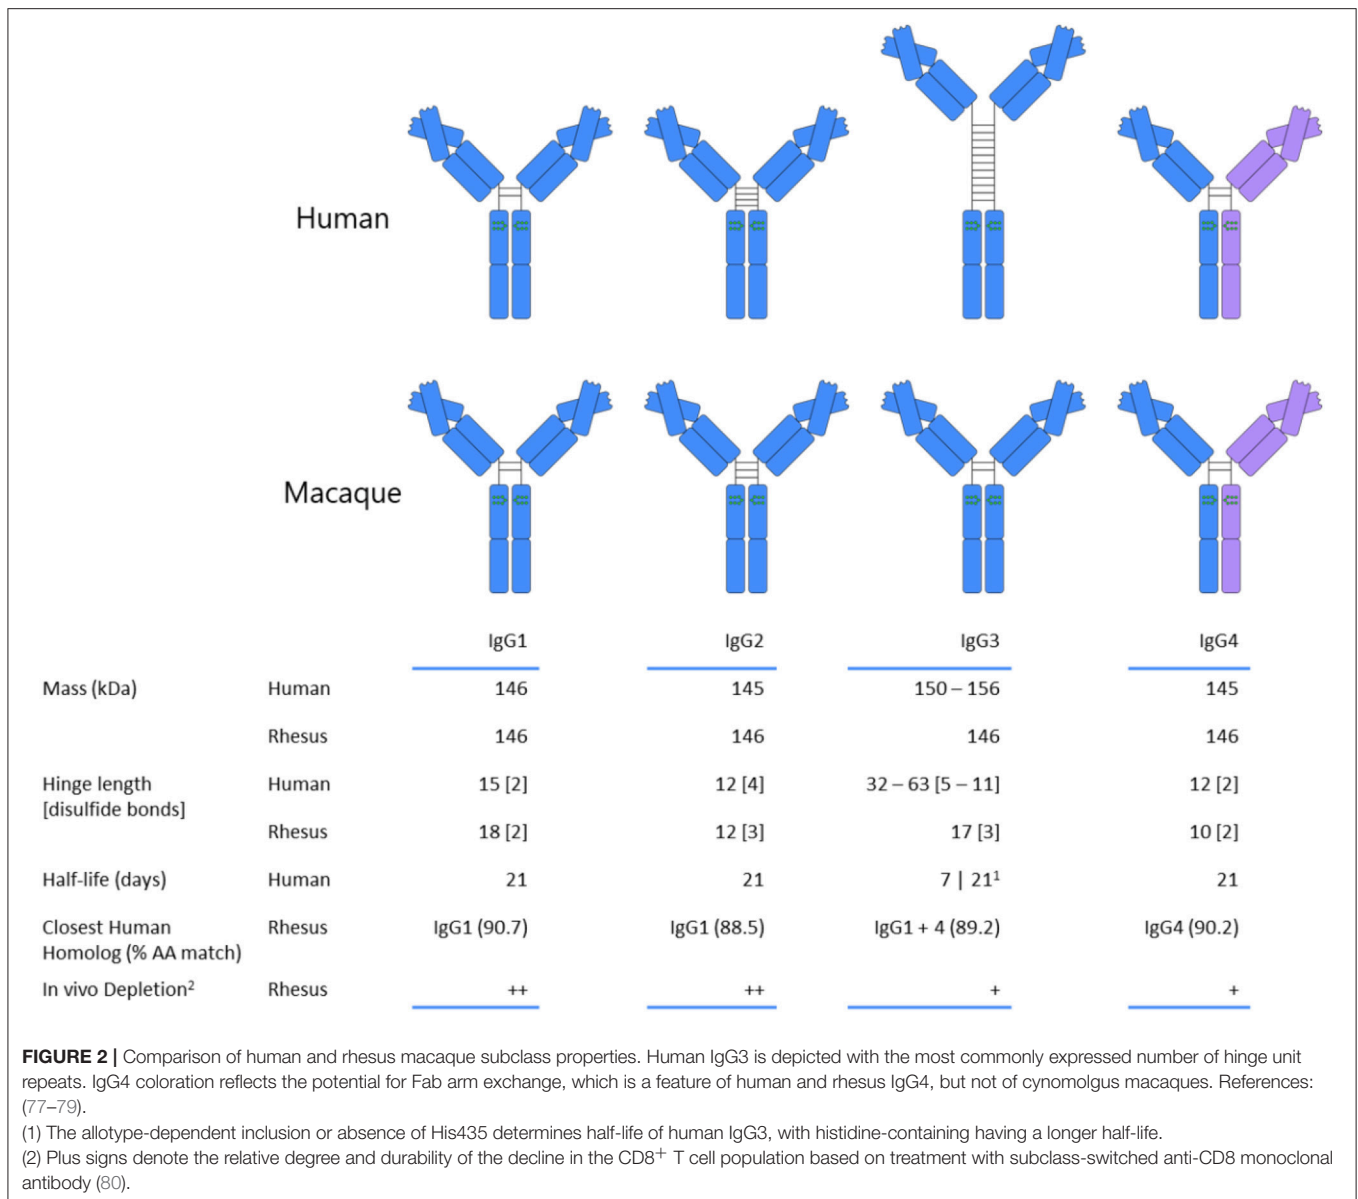 Human
Macaque
IgG1 IgG2 IgG3 IgG4
Mass (kDa) Human 146 145 150 – 156 145
Rhesus 146 146 146 146
Hinge length Human 15 [2] 12 [4] 32 – 63 [5 – 11] 12 [2]
[disulfide bonds]
Rhesus 18 [2] 12 [3] 17 [3] 10 [2]
Half-life (days) Human 21 21 7 | 21¹ 21
Closest Human Rhesus IgG1 (90.7) IgG1 (88.5) IgG1 + 4 (89.2) IgG4 (90.2)
Homolog (% AA match)
In vivo Depletion² Rhesus ++ ++ + +
FIGURE 2 | Comparison of human and rhesus macaque subclass properties. Human IgG3 is depicted with the most commonly expressed number of hinge unit
repeats. IgG4 coloration reflects the potential for Fab arm exchange, which is a feature of human and rhesus IgG4, but not of cynomolgus macaques. References:
(77–79).
(1) The allotype-dependent inclusion or absence of His435 determines half-life of human IgG3, with histidine-containing having a longer half-life.
(2) Plus signs denote the relative degree and durability of the decline in the CD8⁺ T cell population based on treatment with subclass-switched anti-CD8 monoclonal
antibody (80).